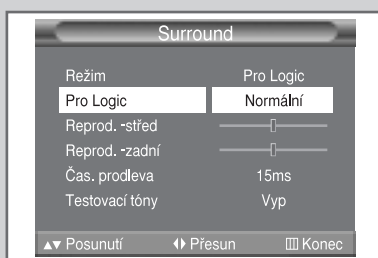 Surround
Režim Pro Logic
Pro Logic Normální
Reprod. -střed
Reprod. -zadní
Čas. prodleva 15ms
Testovací tóny Vyp
▲▼ Posunutí ◀▶ Přesun Konec